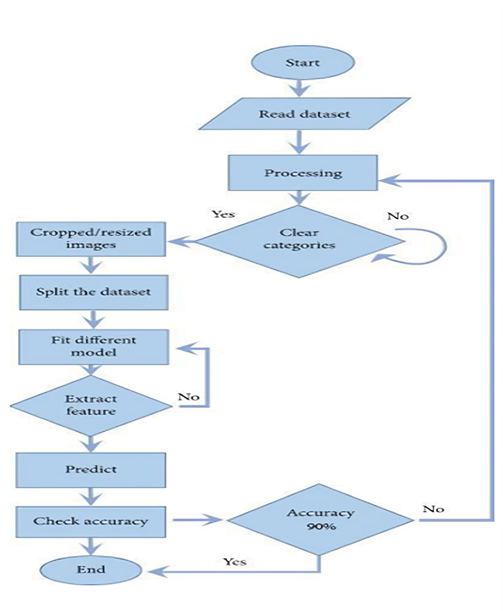 Start
Read dataset
Processing
Yes
No
Clear
categories
Cropped/resized
images
Split the dataset
Fit different
model
Extract
feature
No
Predict
Check accuracy
Accuracy
90%
No
Yes
End